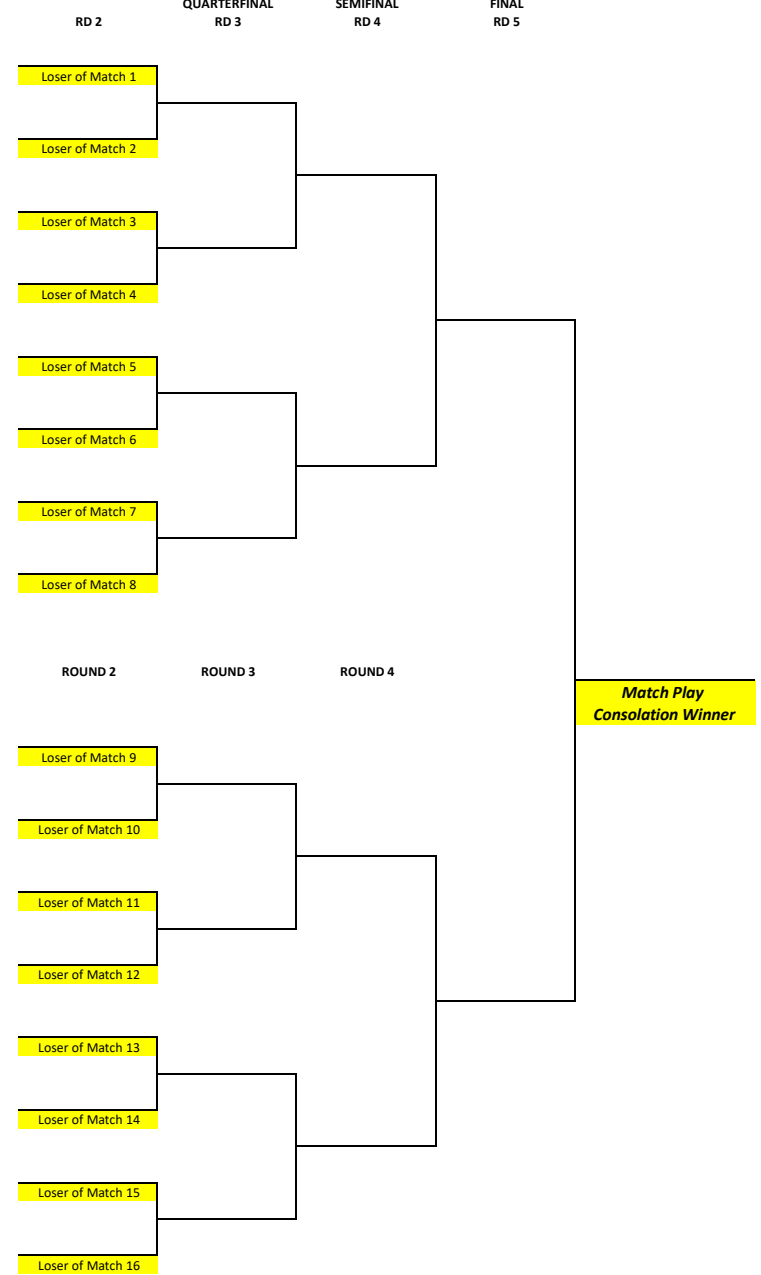 QUARTERFINAL SEMIFINAL FINAL
RD 2 RD 3 RD 4 RD 5
Loser of Match 1
Loser of Match 2
Loser of Match 3
Loser of Match 4
Loser of Match 5
Loser of Match 6
Loser of Match 7
Loser of Match 8
ROUND 2 ROUND 3 ROUND 4
Match Play
Consolation Winner
Loser of Match 9
Loser of Match 10
Loser of Match 11
Loser of Match 12
Loser of Match 13
Loser of Match 14
Loser of Match 15
Loser of Match 16